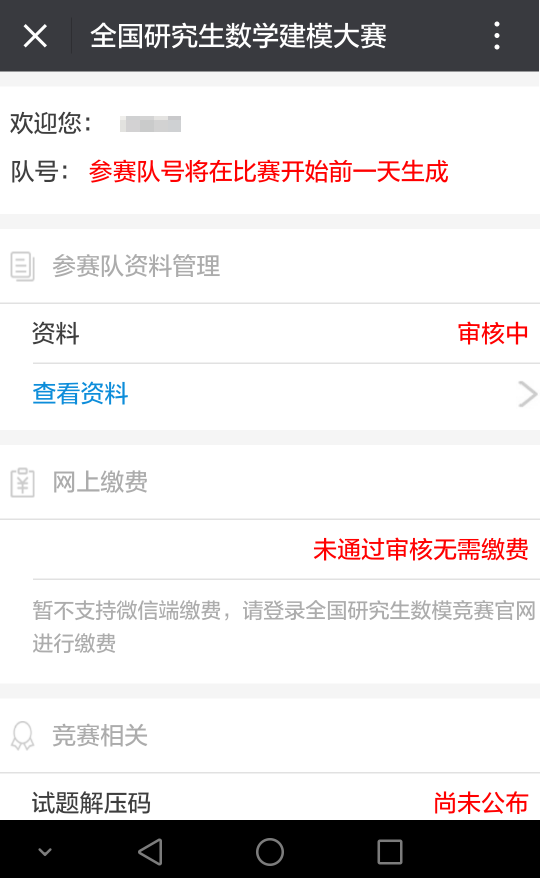 全国研究生数学建模大赛
欢迎您：
队号： 参赛队号将在比赛开始前一天生成
参赛队资料管理
资料 审核中
查看资料
网上缴费
未通过审核无需缴费
暂不支持微信端缴费，请登录全国研究生数模竞赛官网
进行缴费
竞赛相关
试题解压码 尚未公布